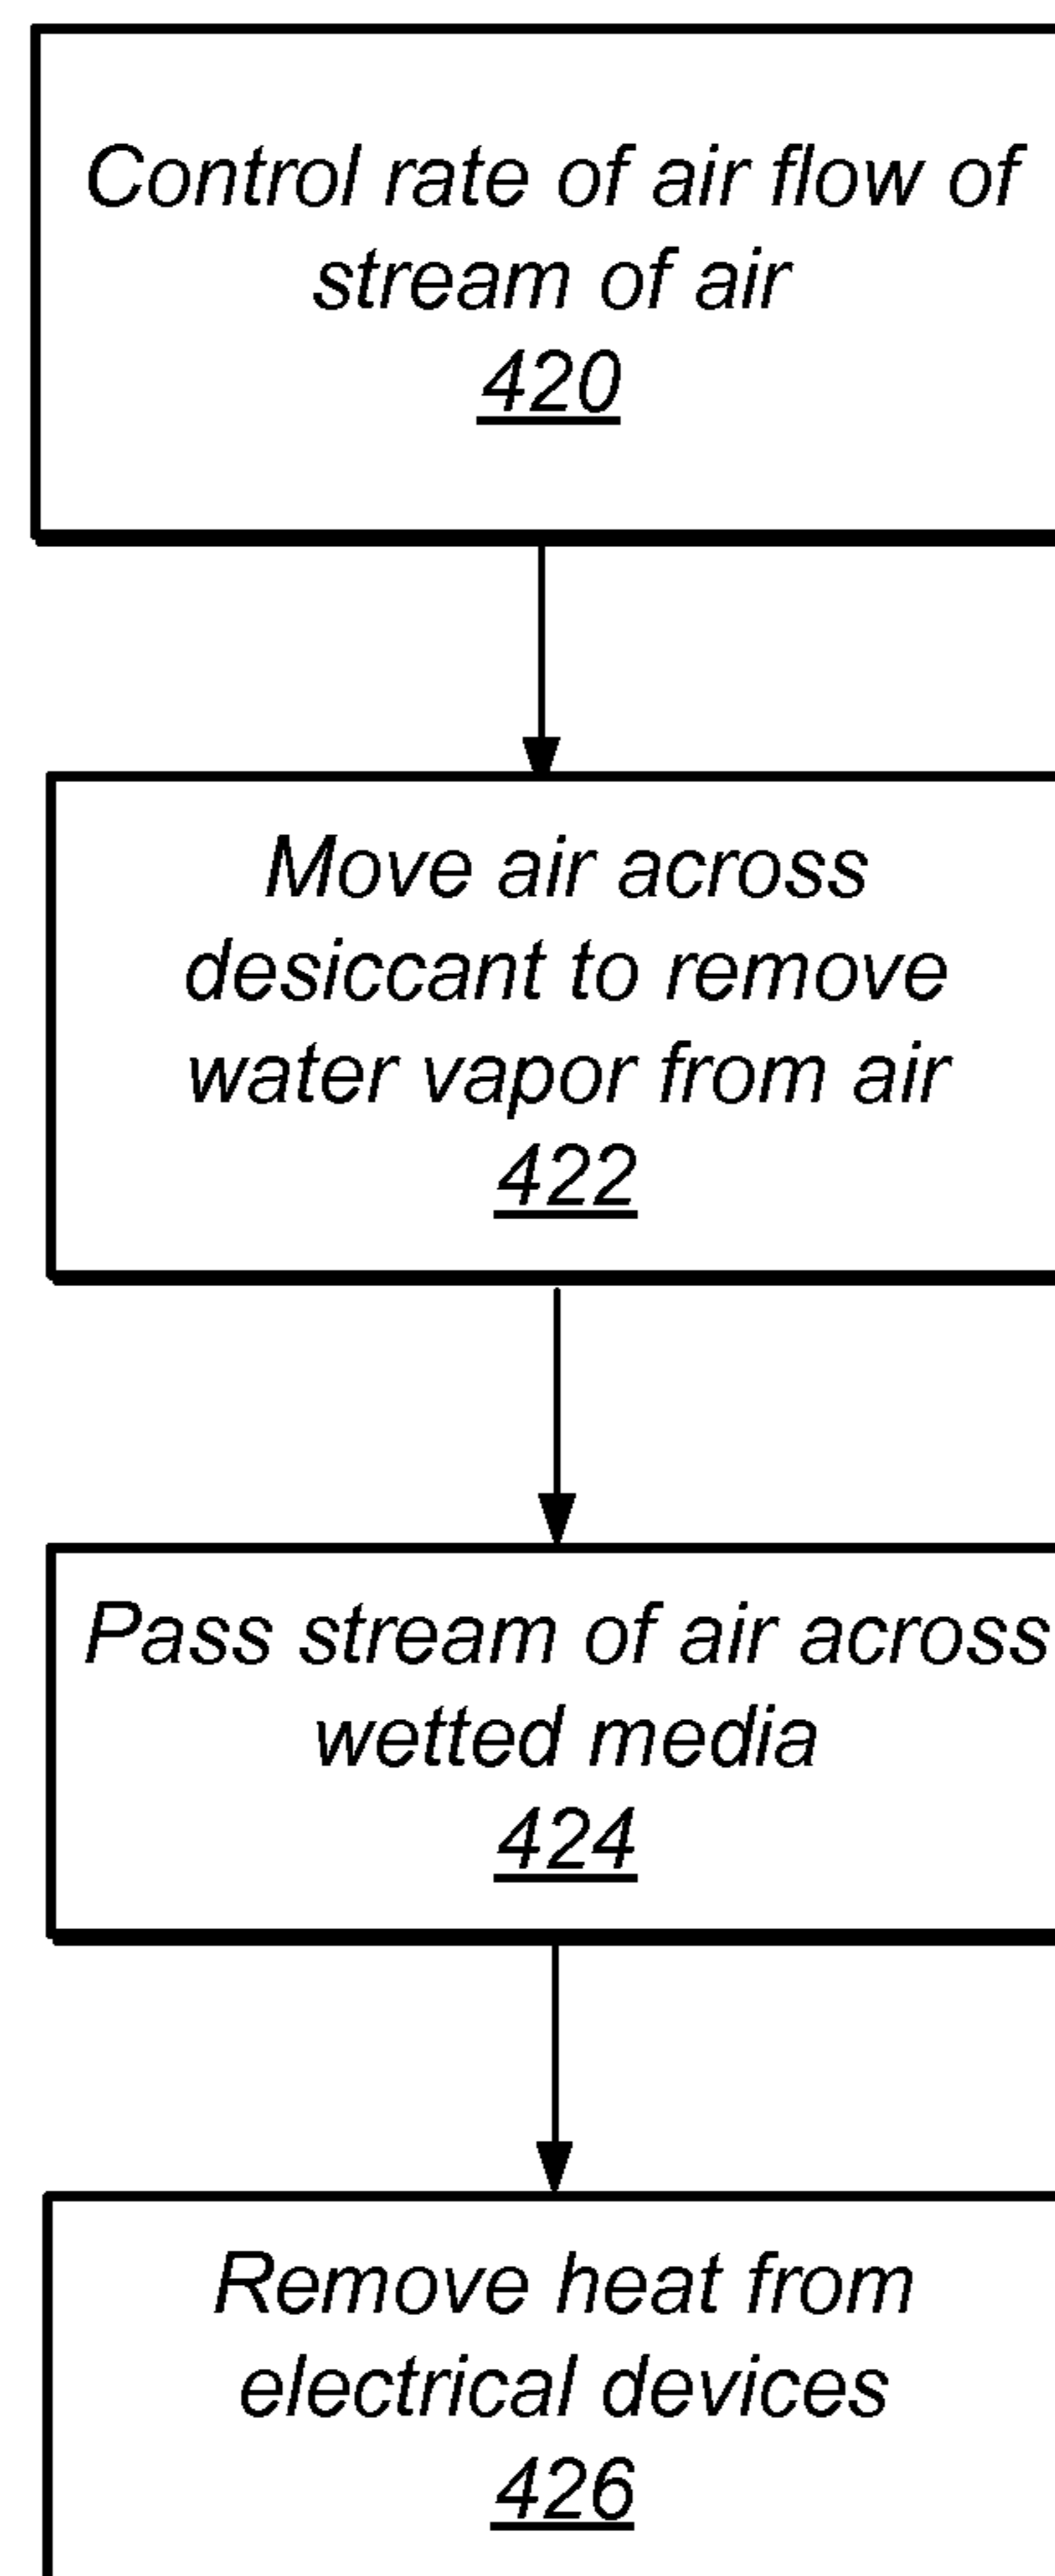 Control rate of air flow of
stream of air
420
Move air across
desiccant to remove
water vapor from air
422
Pass stream of air across
wetted media
424
Remove heat from
electrical devices
426